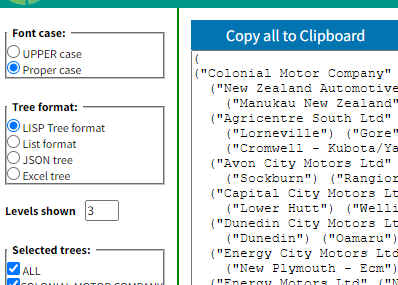 Font case:
UPPER case
Proper case
Tree format:
LISP Tree format
List format
JSON tree
Excel tree
Levels shown 3
Selected trees:
ALL
COLONIAL MOTOR COMPANY
Copy all to Clipboard
(
("Colonial Motor Company"
("New Zealand Automotive
("Manukau New Zealand"
("Agricentre South Ltd"
("Lorneville") ("Gore"
("Cromwell - Kubota/Ya
("Avon City Motors Ltd"
("Sockburn") ("Rangior
("Capital City Motors Lt
("Lower Hutt") ("Welli
("Dunedin City Motors Lt
("Dunedin") ("Oamaru")
("Energy City Motors Ltd
("New Plymouth - Ecm")
("Energy Motors Ltd" ("N